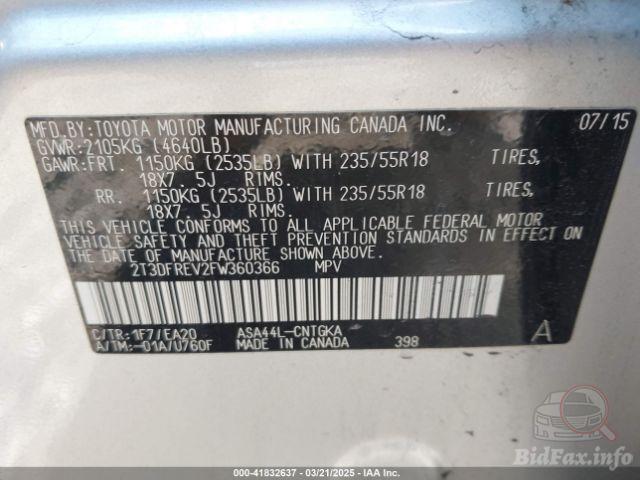 MFD.BY:TOYOTA MOTOR MANUFACTURING CANADA INC. 07/15
GVWR:2105KG (4640LB)
GAWR:FRT. 1150KG (2535LB) WITH 235/55R18 TIRES,
18X7. 5J RIMS.
RR. 1150KG (2535LB) WITH 235/55R18 TIRES,
18X7. 5J RIMS.
THIS VEHICLE CONFORMS TO ALL APPLICABLE FEDERAL MOTOR
VEHICLE SAFETY AND THEFT PREVENTION STANDARDS IN EFFECT ON
THE DATE OF MANUFACTURE SHOWN ABOVE.
2T3DFREV2FW360366 MPV
C/TR:1F7/EA20 ASA44L-CNTGKA A
A/TM:-01A/U760F MADE IN CANADA 398
BidFax.info
000-41832637 - 03/21/2025 - IAA Inc.